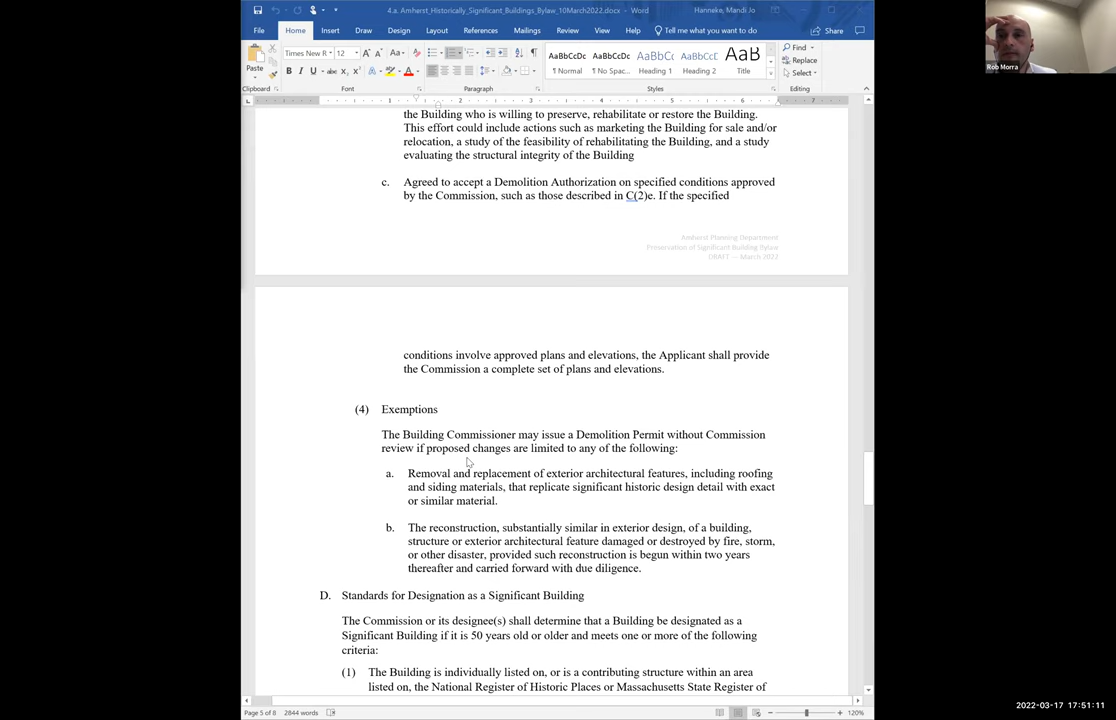 4.a. Amherst_Historically_Significant_Buildings_Bylaw_10March2022.docx - Word
Hanneke, Mandi Jo
File Home Insert Draw Design Layout References Mailings Review View Help Tell me what you want to do Share
Paste
Times New R 12
AaBbCcDc AaBbCcDc AaBbC AaBbCcC AaB
¶ Normal ¶ No Spac... Heading 1 Heading 2 Title
Find
Replace
Select
Clipboard Font Paragraph Styles Editing
Rob Morra
the Building who is willing to preserve, rehabilitate or restore the Building.
This effort could include actions such as marketing the Building for sale and/or
relocation, a study of the feasibility of rehabilitating the Building, and a study
evaluating the structural integrity of the Building
c. Agreed to accept a Demolition Authorization on specified conditions approved
by the Commission, such as those described in C(2)e. If the specified
Amherst Planning Department
Preservation of Significant Building Bylaw
DRAFT — March 2022
conditions involve approved plans and elevations, the Applicant shall provide
the Commission a complete set of plans and elevations.
(4) Exemptions
The Building Commissioner may issue a Demolition Permit without Commission
review if proposed changes are limited to any of the following:
a. Removal and replacement of exterior architectural features, including roofing
and siding materials, that replicate significant historic design detail with exact
or similar material.
b. The reconstruction, substantially similar in exterior design, of a building,
structure or exterior architectural feature damaged or destroyed by fire, storm,
or other disaster, provided such reconstruction is begun within two years
thereafter and carried forward with due diligence.
D. Standards for Designation as a Significant Building
The Commission or its designee(s) shall determine that a Building be designated as a
Significant Building if it is 50 years old or older and meets one or more of the following
criteria:
(1) The Building is individually listed on, or is a contributing structure within an area
listed on, the National Register of Historic Places or Massachusetts State Register of
Page 5 of 8 2844 words 120%
2022-03-17 17:51:11